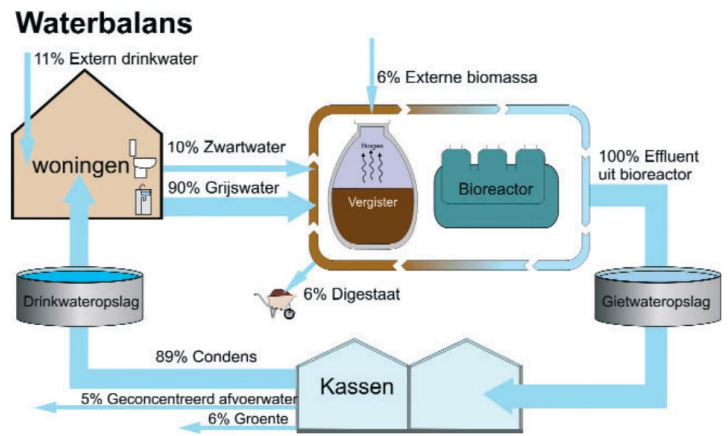 Waterbalans
11% Extern drinkwater
6% Externe biomassa
10% Zwartwater
woningen
90% Grijswater
Biogas
Vergister
Bioreactor
100% Effluent
uit bioreactor
6% Digestaat
Drinkwateropslag
Gietwateropslag
89% Condens
Kassen
5% Geconcentreerd afvoerwater
6% Groente